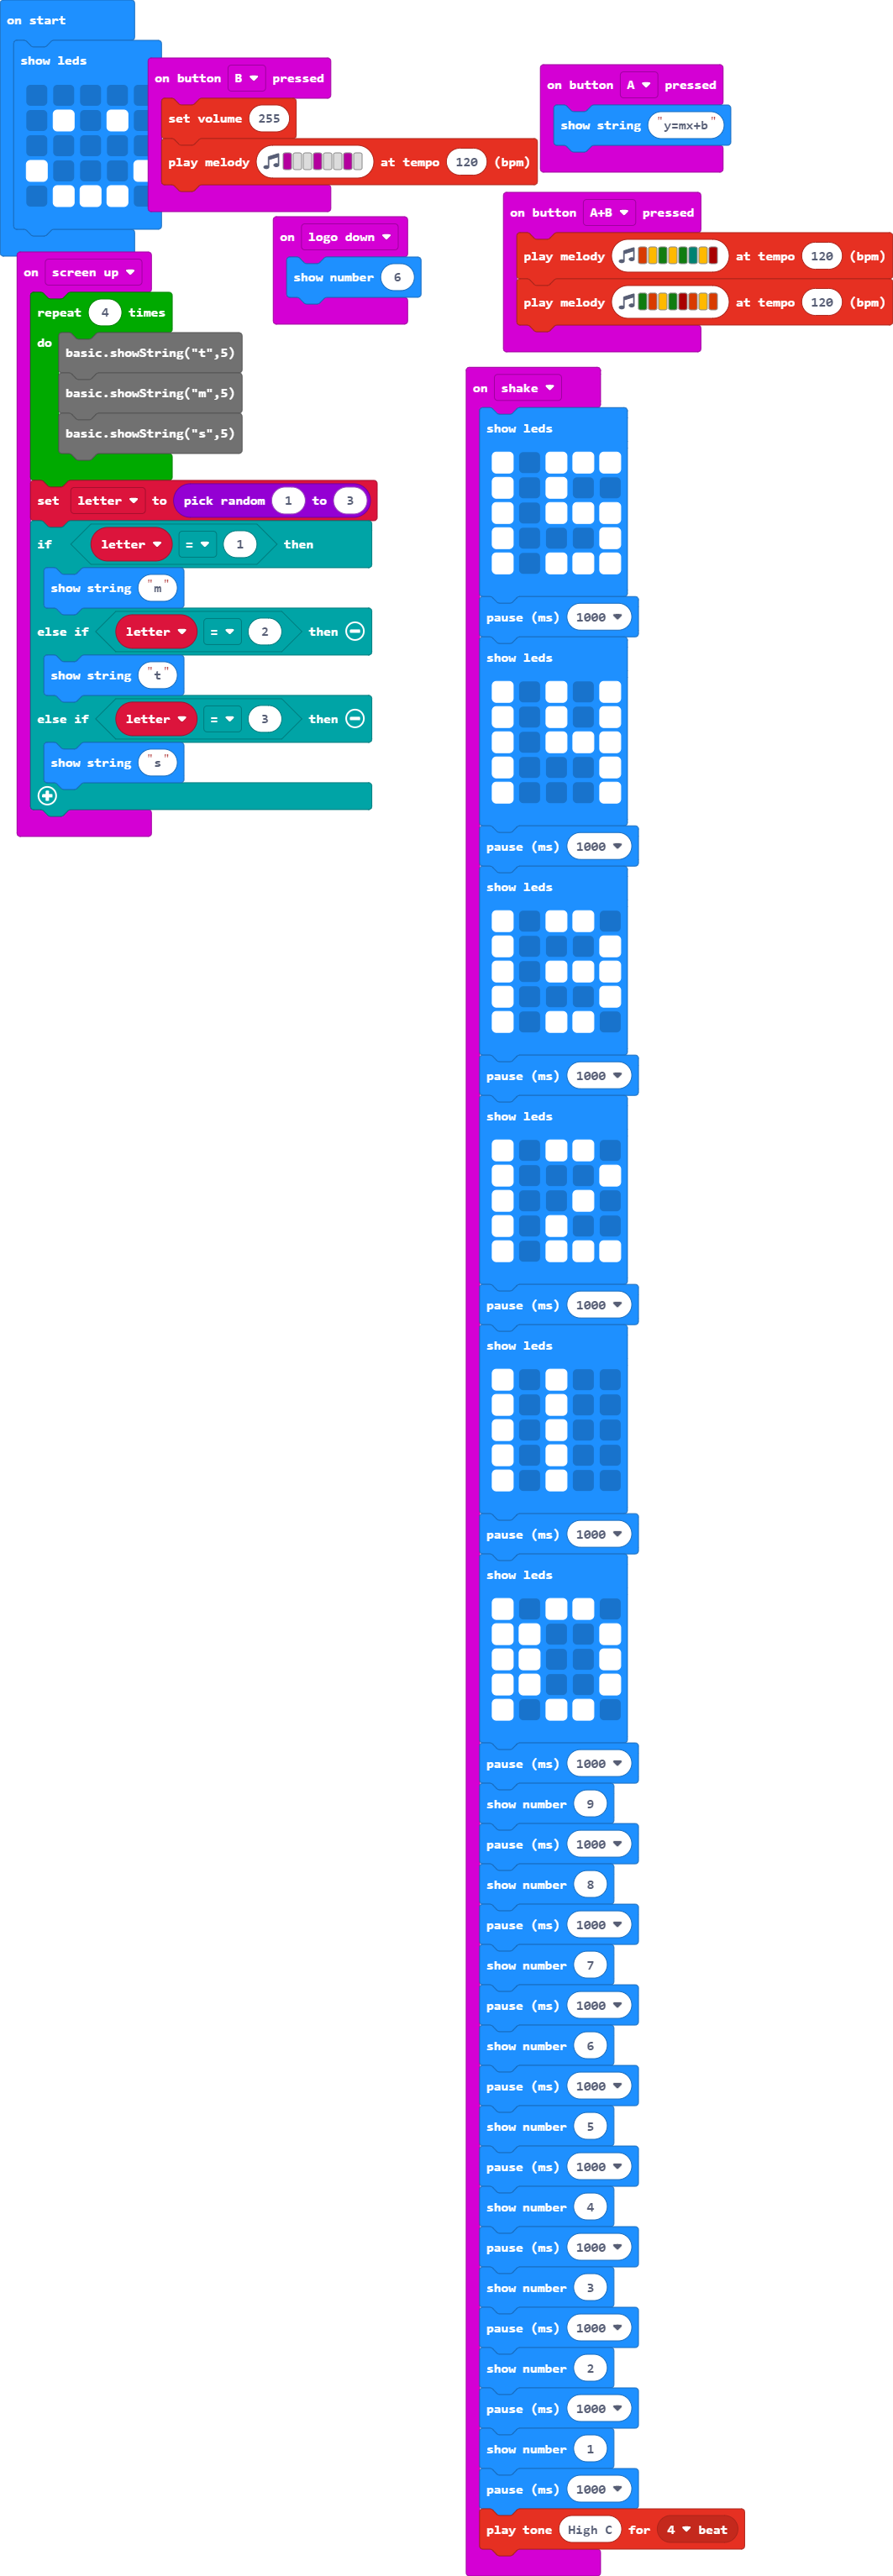 on start
show leds
on button B pressed
set volume 255
play melody at tempo 120 (bpm)
on button A pressed
show string "y=mx+b"
on button A+B pressed
play melody at tempo 120 (bpm)
play melody at tempo 120 (bpm)
on logo down
show number 6
on screen up
repeat 4 times
do
basic.showString("t",5)
basic.showString("m",5)
basic.showString("s",5)
set letter to pick random 1 to 3
if letter = 1 then
show string "m"
else if letter = 2 then
show string "t"
else if letter = 3 then
show string "s"
on shake
show leds
pause (ms) 1000
show leds
pause (ms) 1000
show leds
pause (ms) 1000
show leds
pause (ms) 1000
show leds
pause (ms) 1000
show leds
pause (ms) 1000
show number 9
pause (ms) 1000
show number 8
pause (ms) 1000
show number 7
pause (ms) 1000
show number 6
pause (ms) 1000
show number 5
pause (ms) 1000
show number 4
pause (ms) 1000
show number 3
pause (ms) 1000
show number 2
pause (ms) 1000
show number 1
pause (ms) 1000
play tone High C for 4 beat